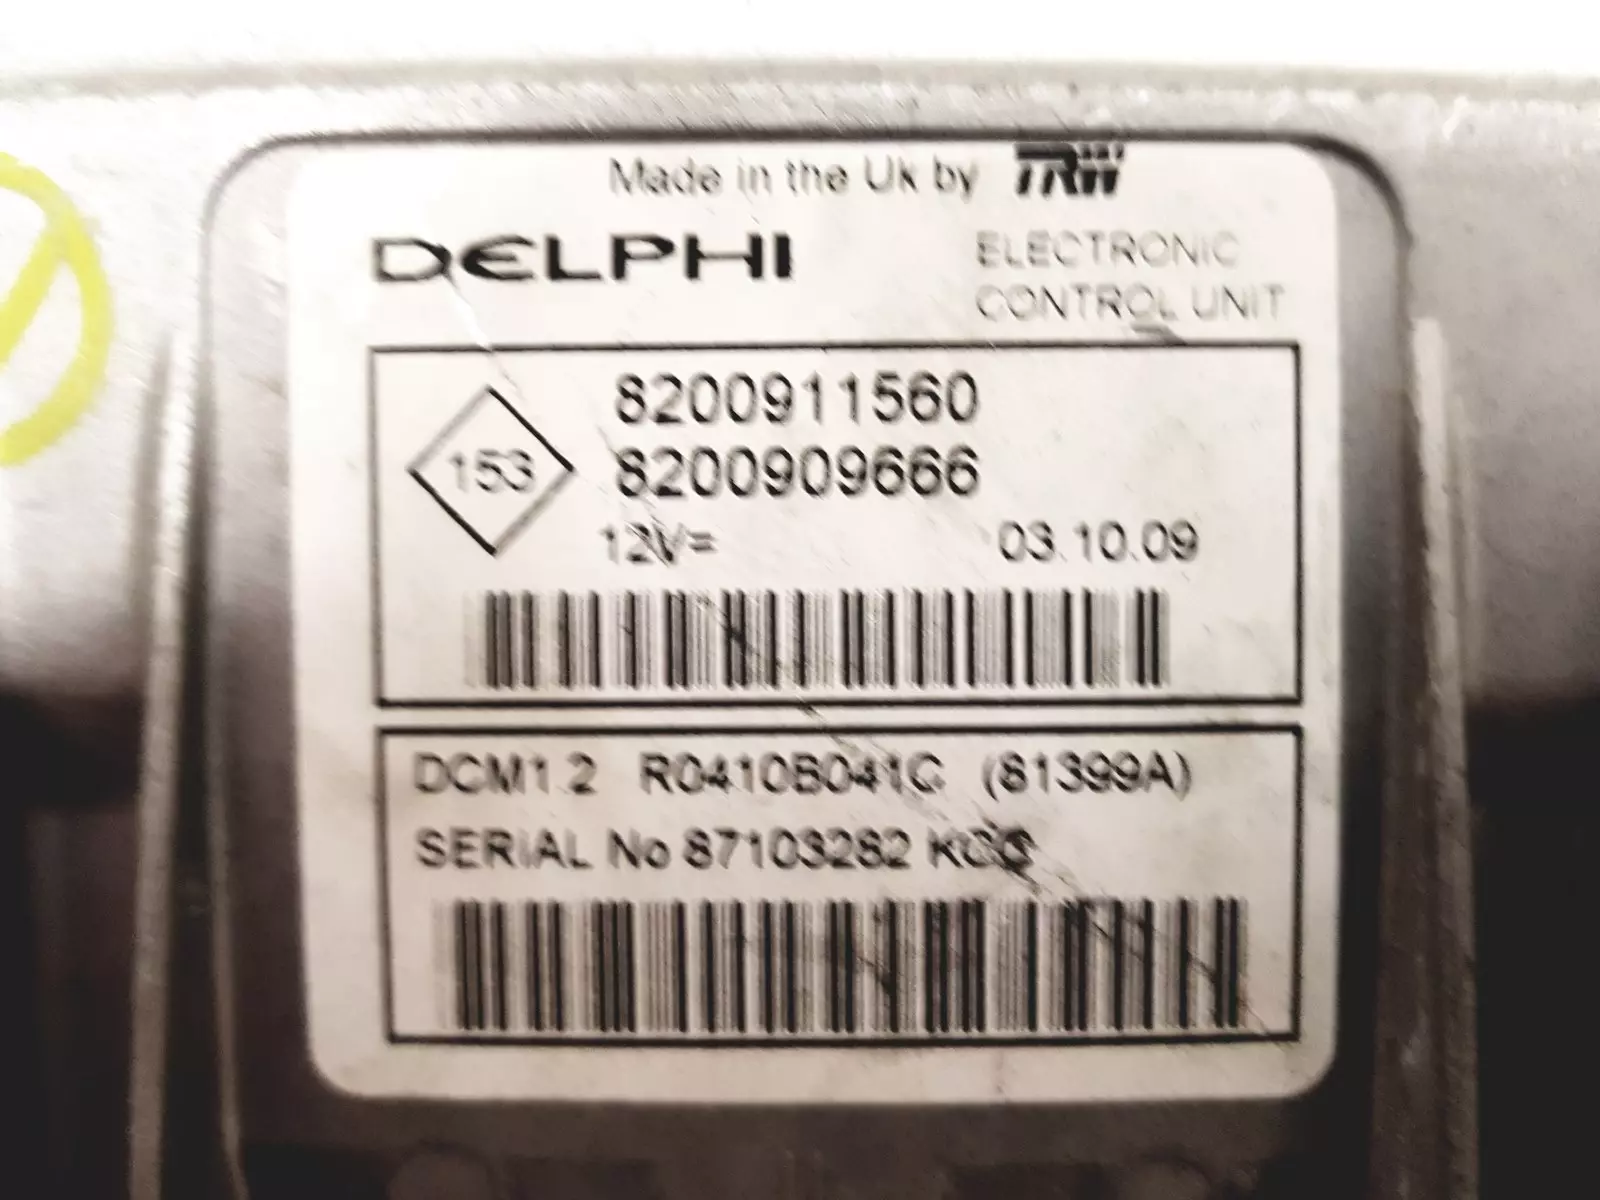 Made in the Uk by TRW
DELPHI
ELECTRONIC
CONTROL UNIT
153
8200911560
8200909666
12V=
03.10.09
DCM1.2 R0410B041C (81399A)
SERIAL No 87103282